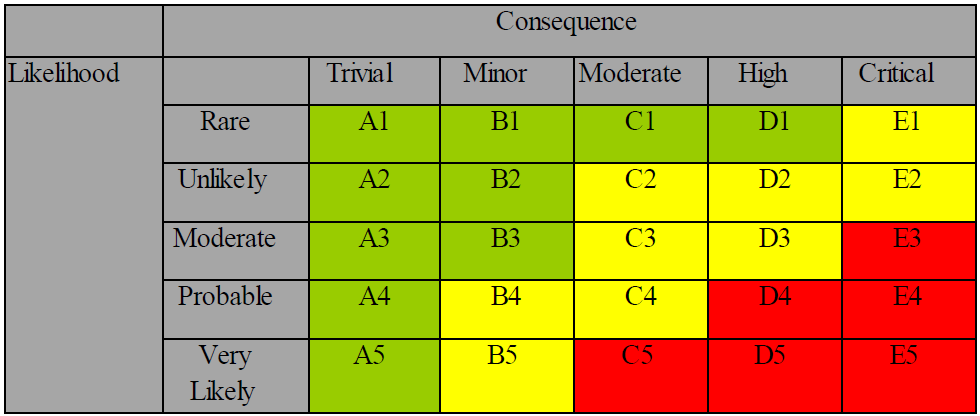 Consequence
Likelihood Trivial Minor Moderate High Critical
Rare A1 B1 C1 D1 E1
Unlikely A2 B2 C2 D2 E2
Moderate A3 B3 C3 D3 E3
Probable A4 B4 C4 D4 E4
Very A5 B5 C5 D5 E5
Likely